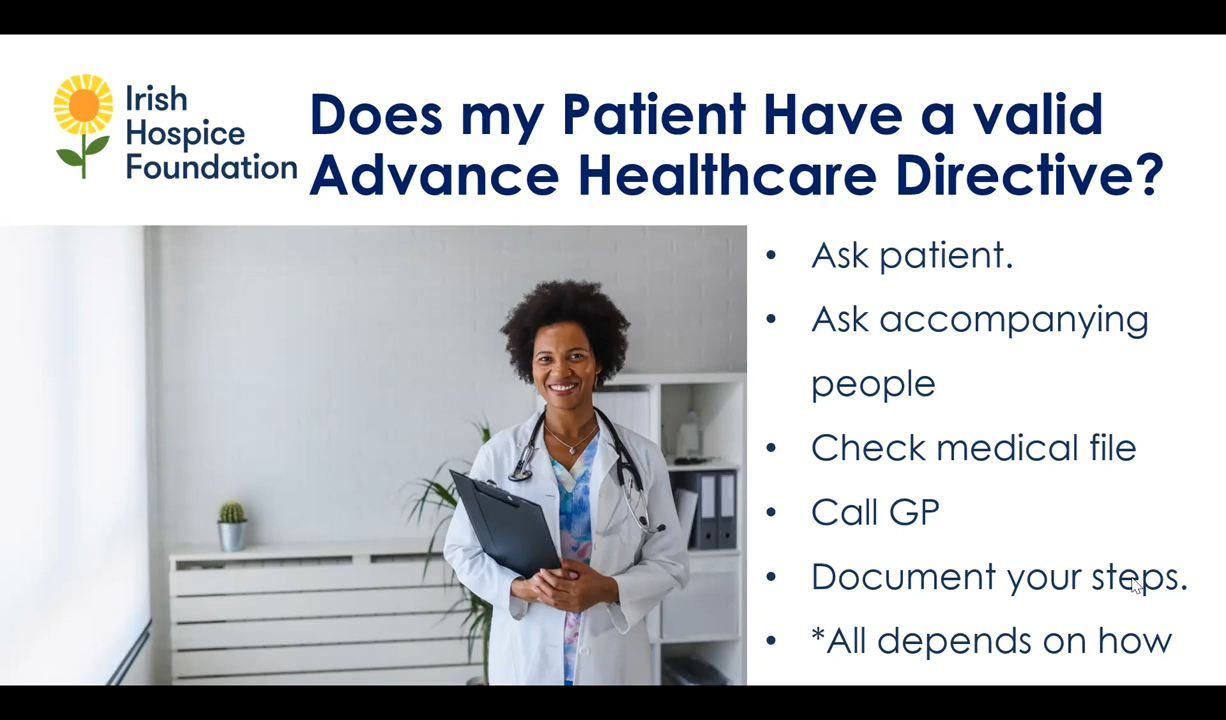 Irish
Hospice
Foundation
Does my Patient Have a valid
Advance Healthcare Directive?
• Ask patient.
• Ask accompanying
people
• Check medical file
• Call GP
• Document your steps.
• *All depends on how